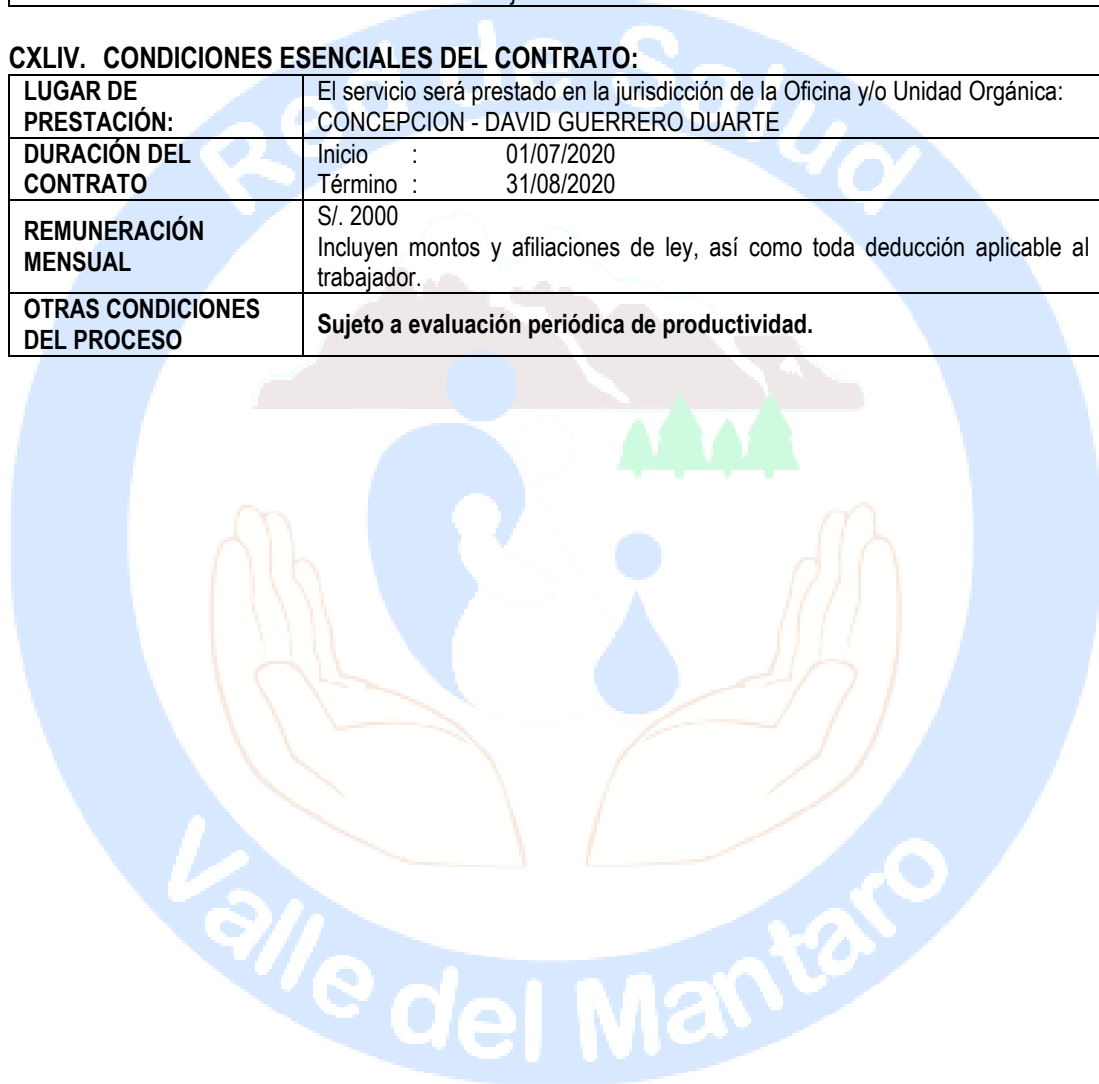 CXLIV. CONDICIONES ESENCIALES DEL CONTRATO:
LUGAR DE PRESTACIÓN:
El servicio será prestado en la jurisdicción de la Oficina y/o Unidad Orgánica:
CONCEPCION - DAVID GUERRERO DUARTE
DURACIÓN DEL CONTRATO
Inicio : 01/07/2020
Término : 31/08/2020
REMUNERACIÓN MENSUAL
S/. 2000
Incluyen montos y afiliaciones de ley, así como toda deducción aplicable al
trabajador.
OTRAS CONDICIONES DEL PROCESO
Sujeto a evaluación periódica de productividad.
Red de Salud
Valle del Mantaro